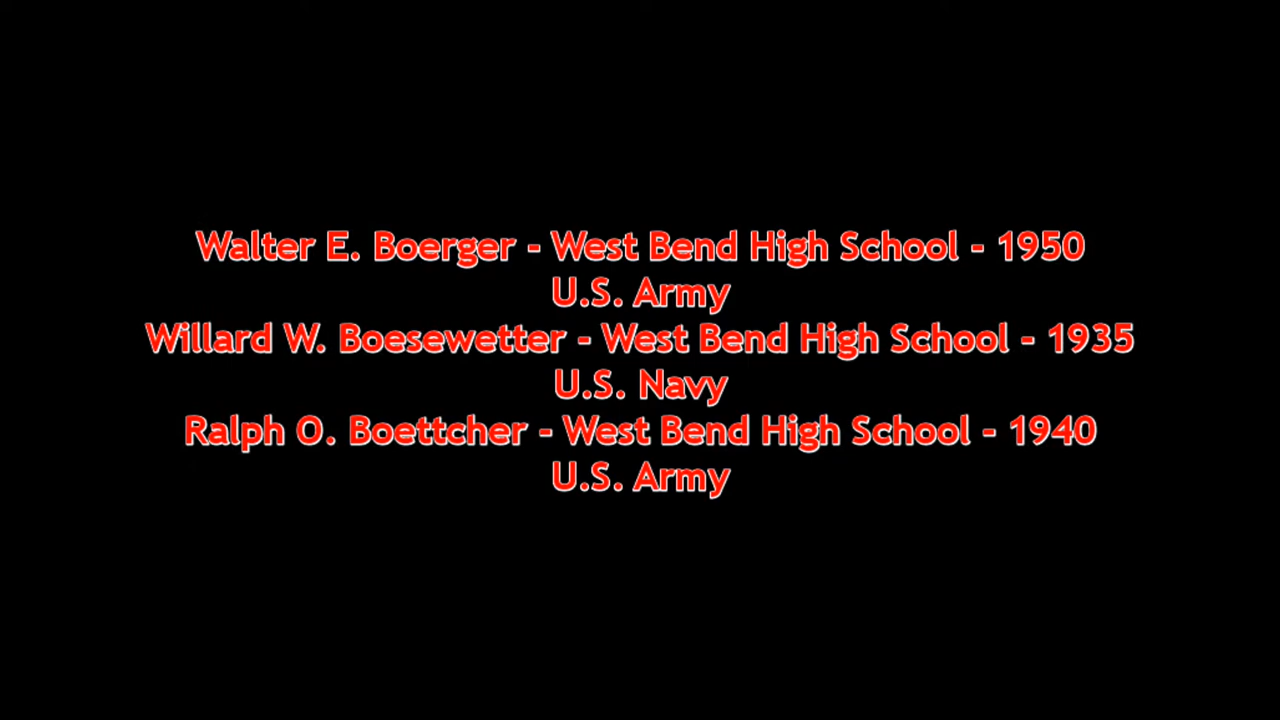 Walter E. Boerger - West Bend High School - 1950
U.S. Army
Willard W. Boesewetter - West Bend High School - 1935
U.S. Navy
Ralph O. Boettcher - West Bend High School - 1940
U.S. Army